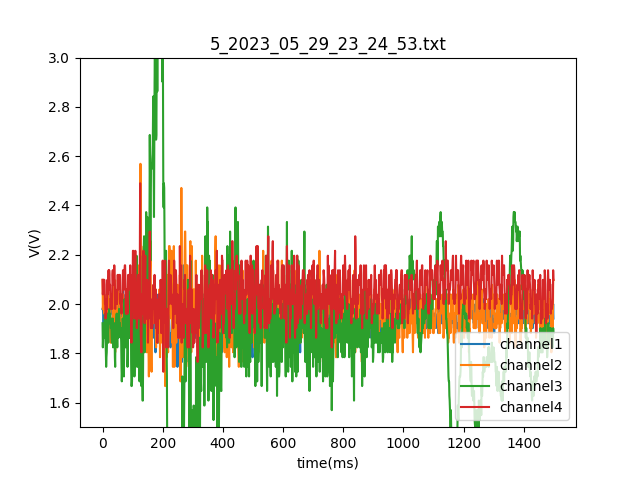 5_2023_05_29_23_24_53.txt
V(V)
3.0
2.8
2.6
2.4
2.2
2.0
1.8
1.6
channel1
channel2
channel3
channel4
0 200 400 600 800 1000 1200 1400
time(ms)